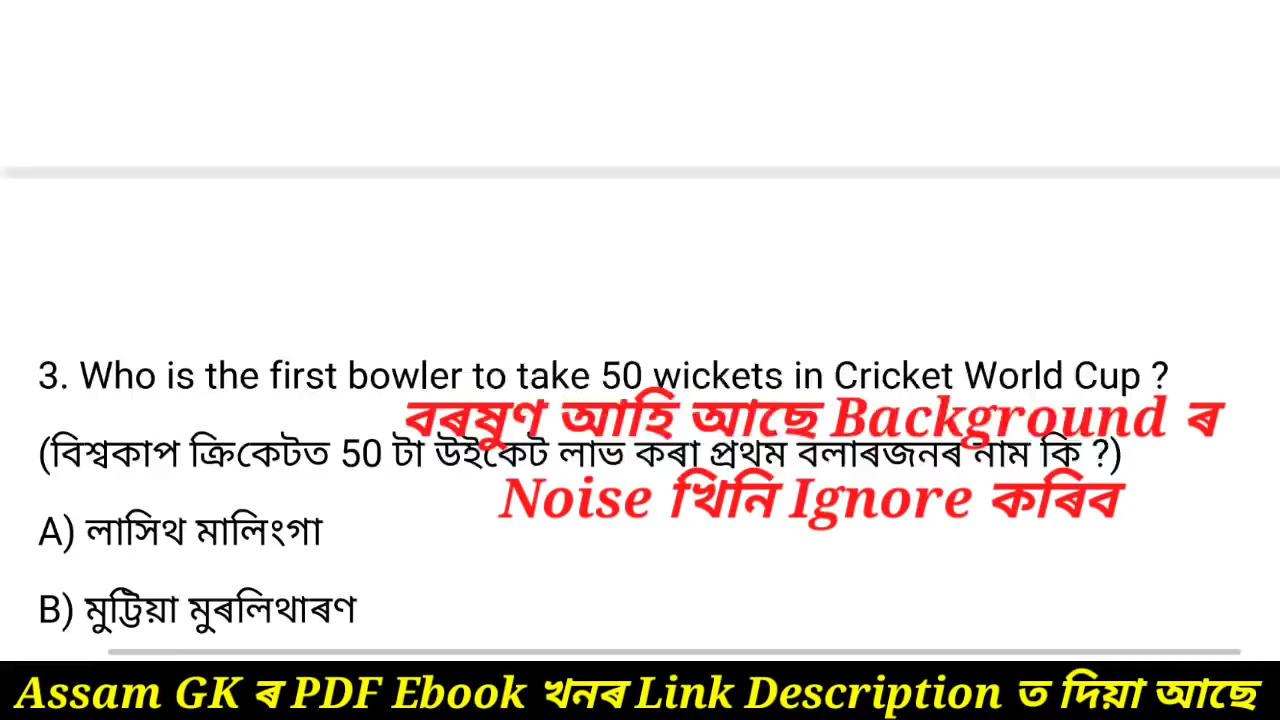 3. Who is the first bowler to take 50 wickets in Cricket World Cup ?
বৰষুণ আহি আছে Background ৰ
(বিশ্বকাপ ক্ৰিকেটত 50 টা উইকেট লাভ কৰা প্ৰথম বলাৰজনৰ নাম কি ?)
Noise খিনি Ignore কৰিব
A) লাসিথ মালিংগা
B) মুট্টিয়া মুৰলিথাৰণ
Assam GK ৰ PDF Ebook খনৰ Link Description ত দিয়া আছে